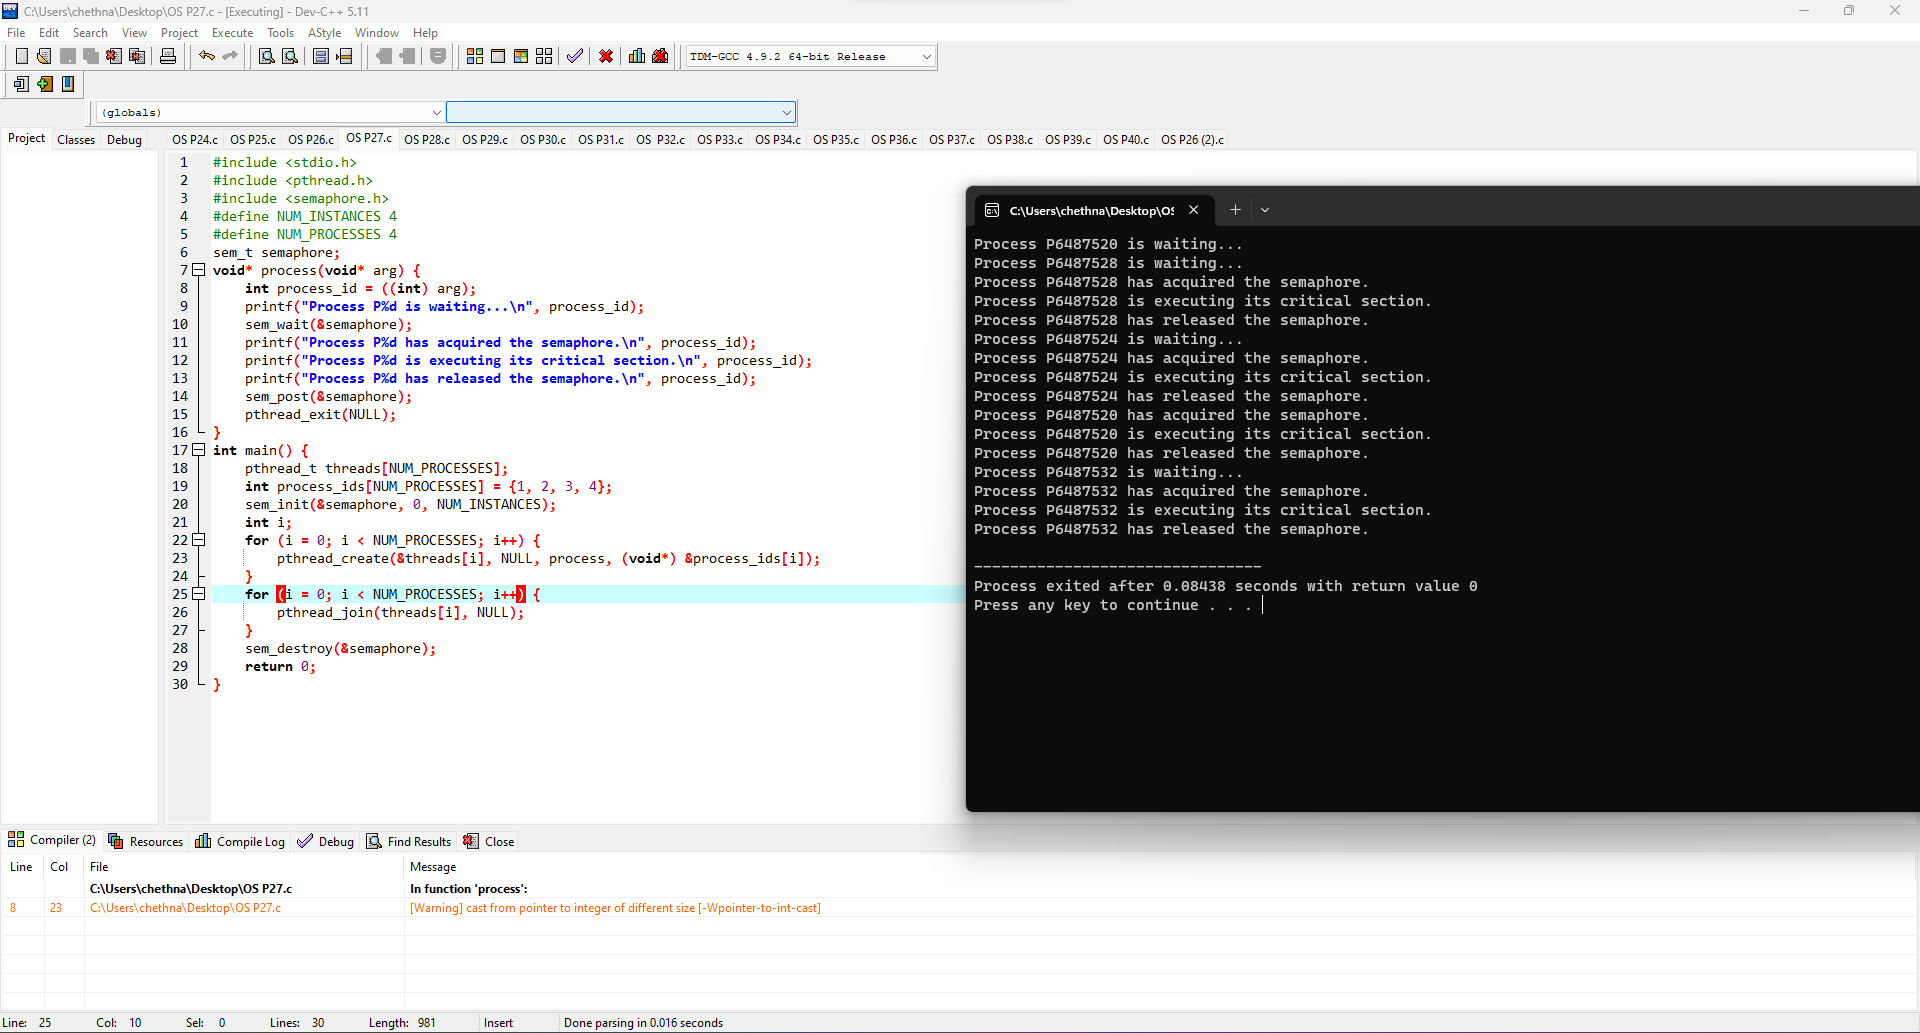 C:\Users\chethna\Desktop\OS P27.c - [Executing] - Dev-C++ 5.11
File Edit Search View Project Execute Tools AStyle Window Help
TDM-GCC 4.9.2 64-bit Release
(globals)
Project Classes Debug
OS P24.c OS P25.c OS P26.c OS P27.c OS P28.c OS P29.c OS P30.c OS P31.c OS P32.c OS P33.c OS P34.c OS P35.c OS P36.c OS P37.c OS P38.c OS P39.c OS P40.c OS P26 (2).c
1 #include <stdio.h>
2 #include <pthread.h>
3 #include <semaphore.h>
4 #define NUM_INSTANCES 4
5 #define NUM_PROCESSES 4
6 sem_t semaphore;
7 void* process(void* arg) {
8 int process_id = ((int) arg);
9 printf("Process P%d is waiting...\n", process_id);
10 sem_wait(&semaphore);
11 printf("Process P%d has acquired the semaphore.\n", process_id);
12 printf("Process P%d is executing its critical section.\n", process_id);
13 printf("Process P%d has released the semaphore.\n", process_id);
14 sem_post(&semaphore);
15 pthread_exit(NULL);
16 }
17 int main() {
18 pthread_t threads[NUM_PROCESSES];
19 int process_ids[NUM_PROCESSES] = {1, 2, 3, 4};
20 sem_init(&semaphore, 0, NUM_INSTANCES);
21 int i;
22 for (i = 0; i < NUM_PROCESSES; i++) {
23 pthread_create(&threads[i], NULL, process, (void*) &process_ids[i]);
24 }
25 for (i = 0; i < NUM_PROCESSES; i++) {
26 pthread_join(threads[i], NULL);
27 }
28 sem_destroy(&semaphore);
29 return 0;
30 }
C:\Users\chethna\Desktop\OS
Process P6487520 is waiting...
Process P6487528 is waiting...
Process P6487528 has acquired the semaphore.
Process P6487528 is executing its critical section.
Process P6487528 has released the semaphore.
Process P6487524 is waiting...
Process P6487524 has acquired the semaphore.
Process P6487524 is executing its critical section.
Process P6487524 has released the semaphore.
Process P6487520 has acquired the semaphore.
Process P6487520 is executing its critical section.
Process P6487520 has released the semaphore.
Process P6487532 is waiting...
Process P6487532 has acquired the semaphore.
Process P6487532 is executing its critical section.
Process P6487532 has released the semaphore.
--------------------------------
Process exited after 0.08438 seconds with return value 0
Press any key to continue . . .
Compiler (2) Resources Compile Log Debug Find Results Close
Line Col File Message
C:\Users\chethna\Desktop\OS P27.c In function 'process':
8 23 C:\Users\chethna\Desktop\OS P27.c [Warning] cast from pointer to integer of different size [-Wpointer-to-int-cast]
Line: 25 Col: 10 Sel: 0 Lines: 30 Length: 981 Insert Done parsing in 0.016 seconds